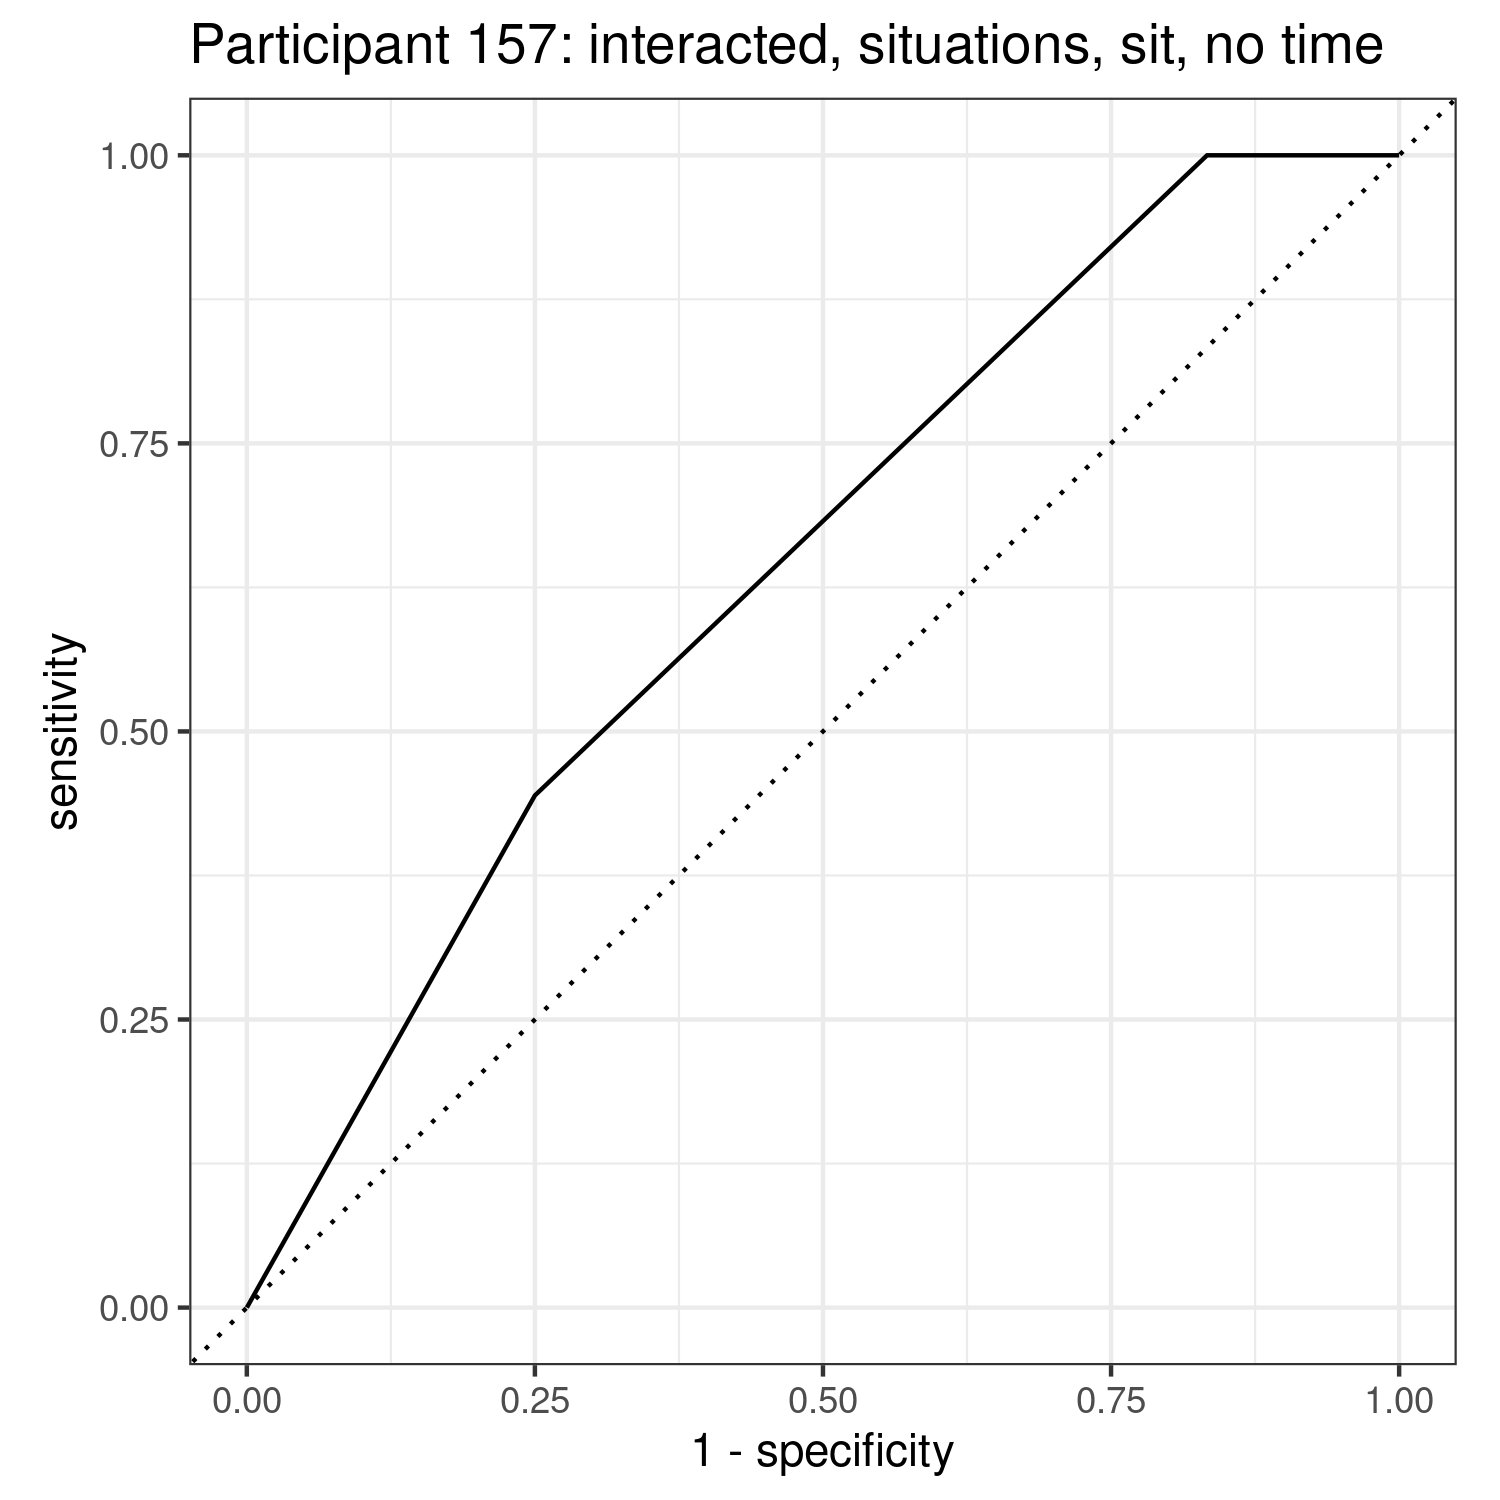 Participant 157: interacted, situations, sit, no time
1.00
0.75
0.50
0.25
0.00
sensitivity
0.00 0.25 0.50 0.75 1.00
1 - specificity